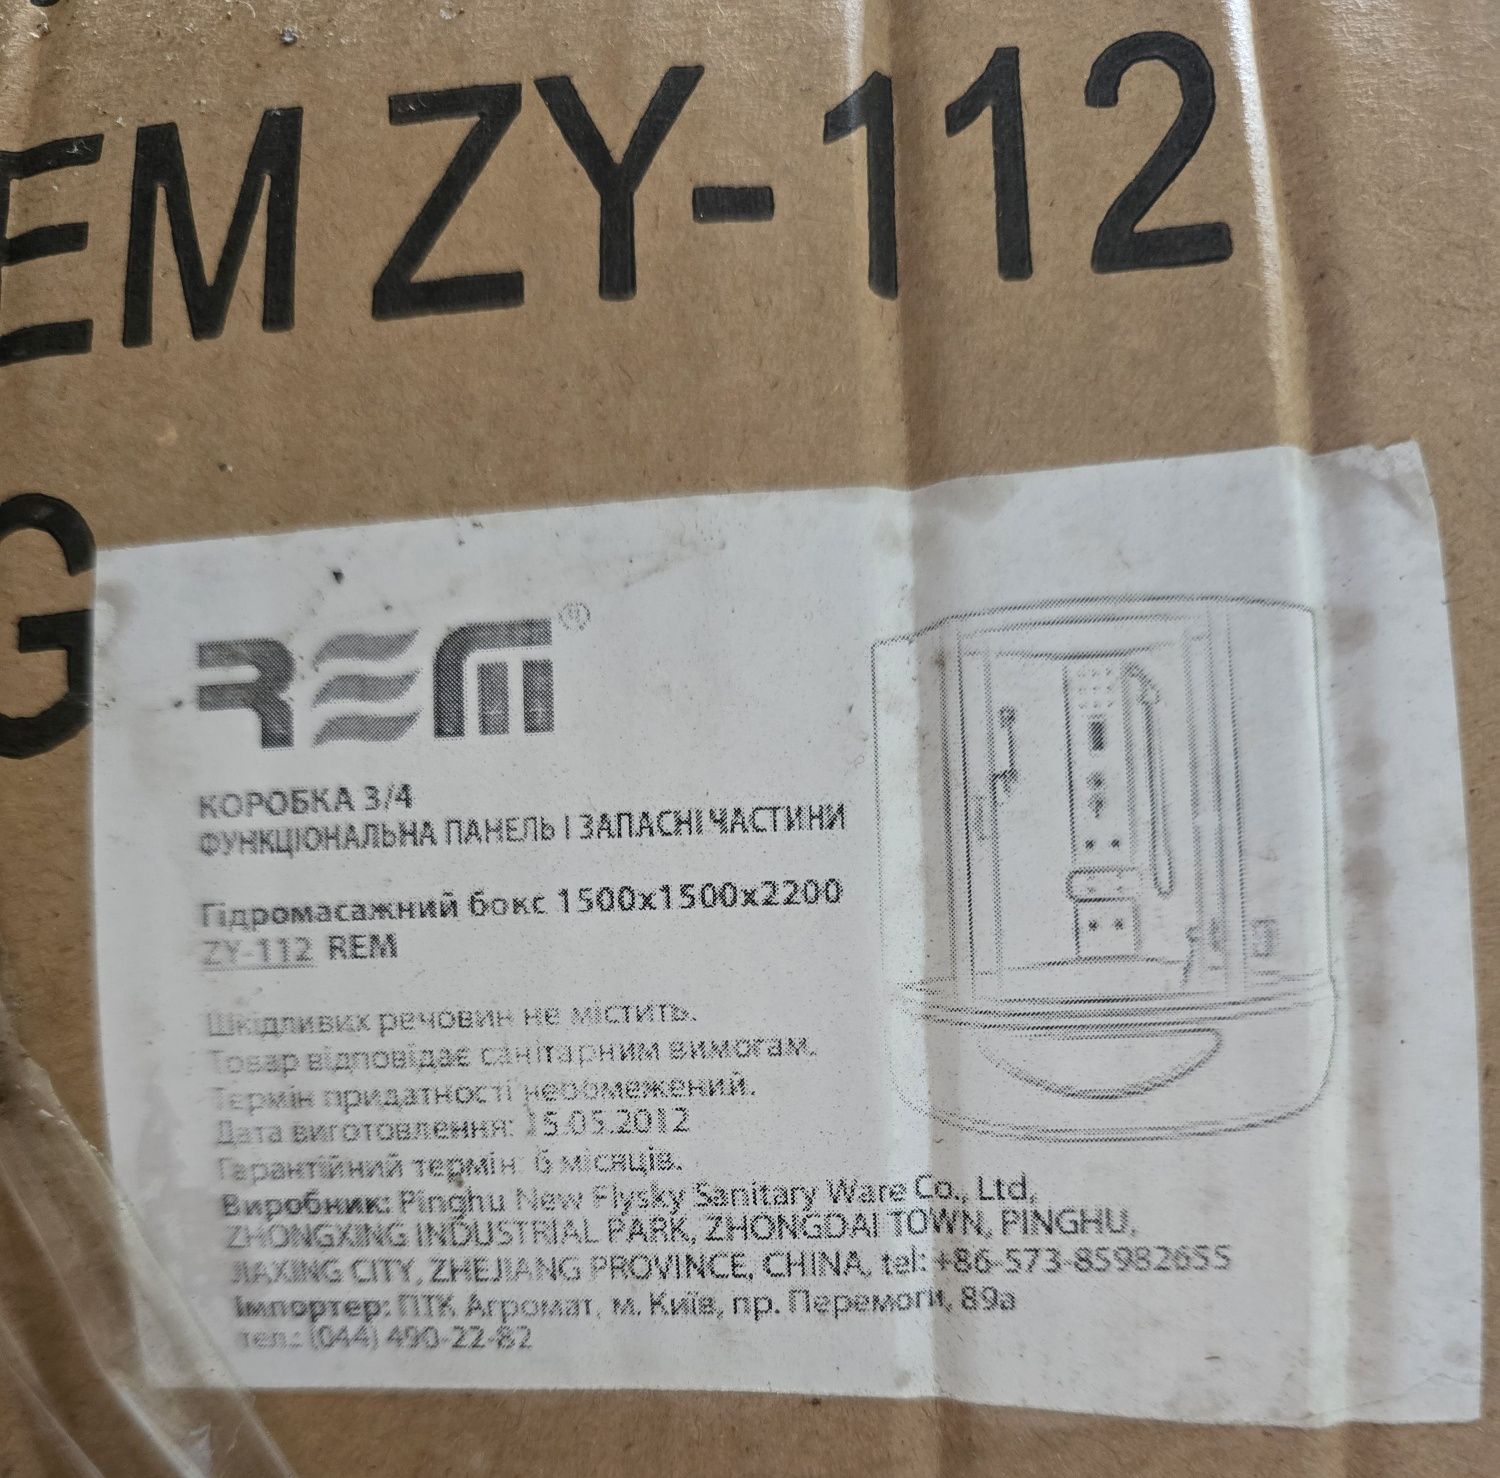 EM ZY-112
G
REM®
КОРОБКА 3/4
ФУНКЦІОНАЛЬНА ПАНЕЛЬ І ЗАПАСНІ ЧАСТИНИ
Гідромасажний бокс 1500х1500х2200
ZY-112 REM
Шкідливих речовин не містить.
Товар відповідає санітарним вимогам.
Термін придатності необмежений.
Дата виготовлення: 15.05.2012
Гарантійний термін: 6 місяців.
Виробник: Pinghu New Flysky Sanitary Ware Co., Ltd,
ZHONGXING INDUSTRIAL PARK, ZHONGDAI TOWN, PINGHU,
JIAXING CITY, ZHEJIANG PROVINCE, CHINA, tel: +86-573-85982655
Імпортер: ПТК Агромат, м. Київ, пр. Перемоги, 89а
тел.: (044) 490-22-82